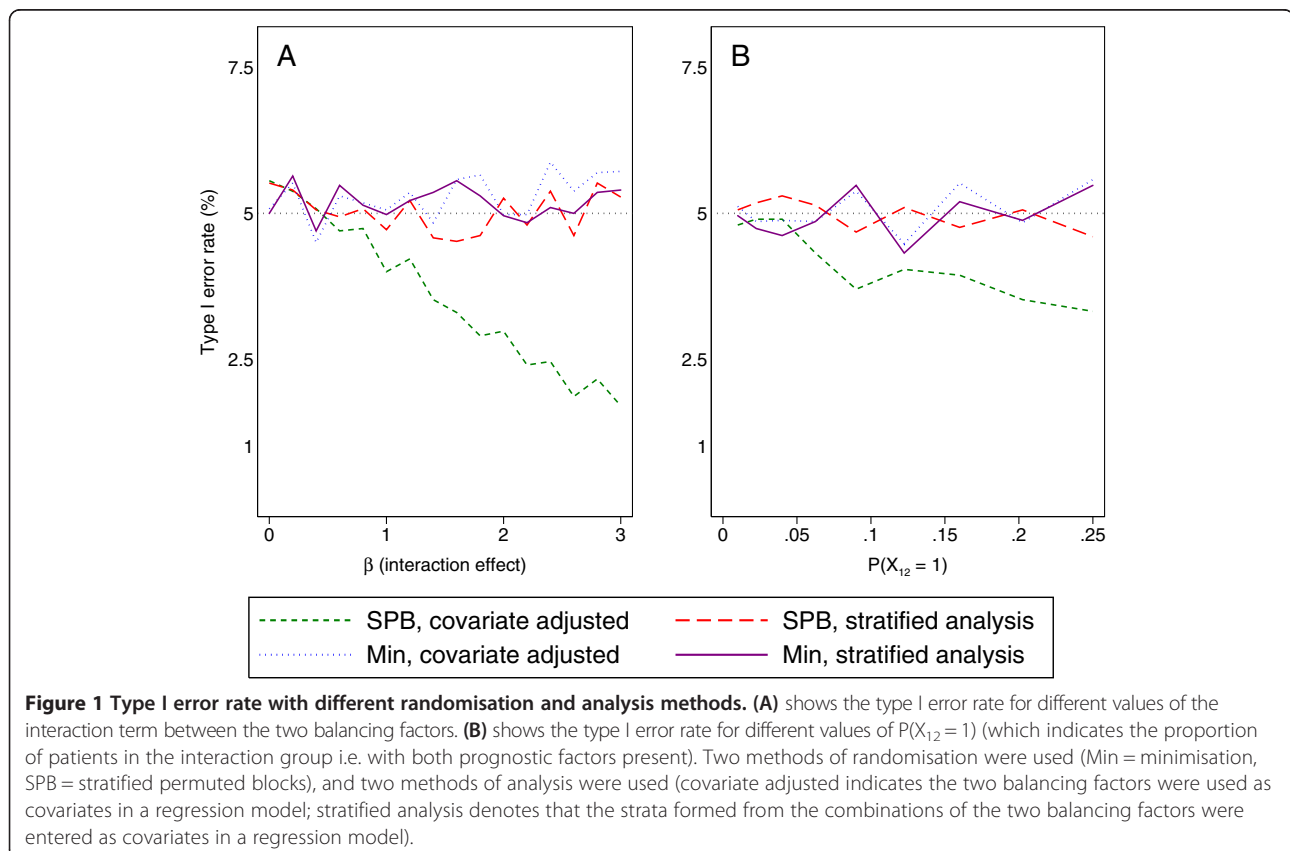 A
B
7.5
5
2.5
1
Type I error rate (%)
0
1
2
3
β (interaction effect)
7.5
5
2.5
1
0
.05
.1
.15
.2
.25
P(X₁₂ = 1)
SPB, covariate adjusted
SPB, stratified analysis
Min, covariate adjusted
Min, stratified analysis
Figure 1 Type I error rate with different randomisation and analysis methods. (A) shows the type I error rate for different values of the
interaction term between the two balancing factors. (B) shows the type I error rate for different values of P(X₁₂ = 1) (which indicates the proportion
of patients in the interaction group i.e. with both prognostic factors present). Two methods of randomisation were used (Min = minimisation,
SPB = stratified permuted blocks), and two methods of analysis were used (covariate adjusted indicates the two balancing factors were used as
covariates in a regression model; stratified analysis denotes that the strata formed from the combinations of the two balancing factors were
entered as covariates in a regression model).